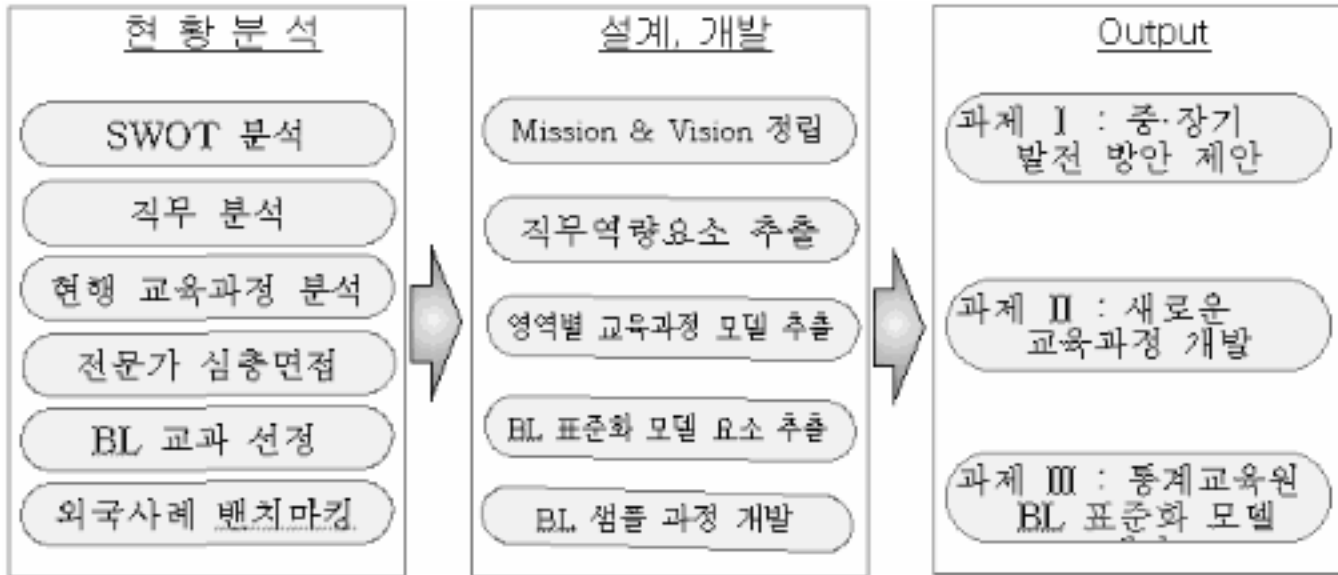 현 황 분 석
SWOT 분석
직무 분석
현행 교육과정 분석
전문가 심층면접
BL 교과 선정
외국사례 벤치마킹
설계, 개발
Mission & Vision 정립
직무역량요소 추출
영역별 교육과정 모델 추출
BL 표준화 모델 요소 추출
BL 샘플 과정 개발
Output
과제 Ⅰ : 중·장기
발전 방안 제안
과제 Ⅱ : 새로운
교육과정 개발
과제 Ⅲ : 통계교육원
BL 표준화 모델